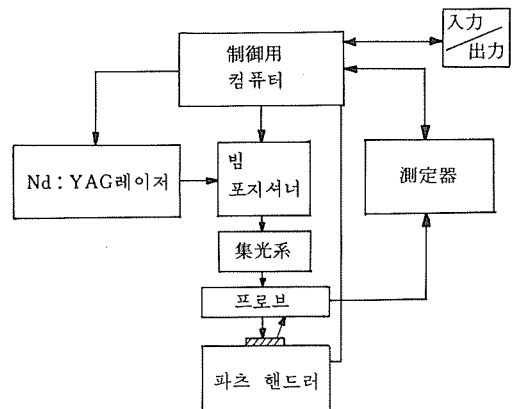 制御用
컴퓨터
入力
出力
Nd：YAG레이저
빔
포지셔너
測定器
集光系
프로브
파츠 핸드러